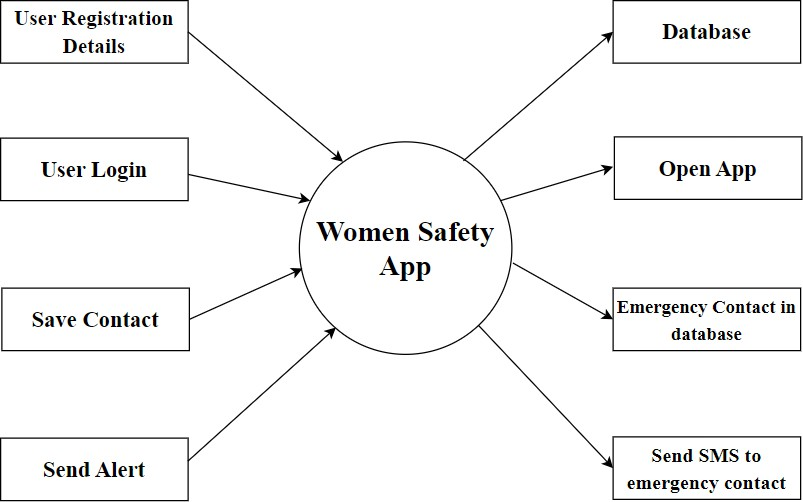 User Registration
Details
Database
User Login
Open App
Women Safety
App
Save Contact
Emergency Contact in
database
Send Alert
Send SMS to
emergency contact